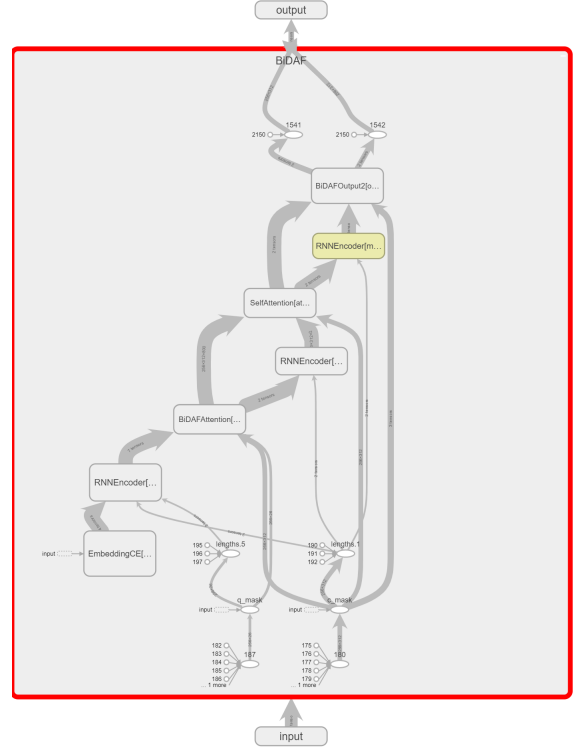 output
BiDAF
1541
1542
2150
2150
BiDAFOutput2[o...
RNNEncoder[m...
SelfAttention[at...
RNNEncoder[...
BiDAFAttention[...
RNNEncoder[...
EmbeddingCE[...
input
195
196
197
lengths.5
190
191
192
lengths.1
q_mask
input
c_mask
input
182
183
184
185
186
... 1 more
187
175
176
177
178
179
... 1 more
180
input